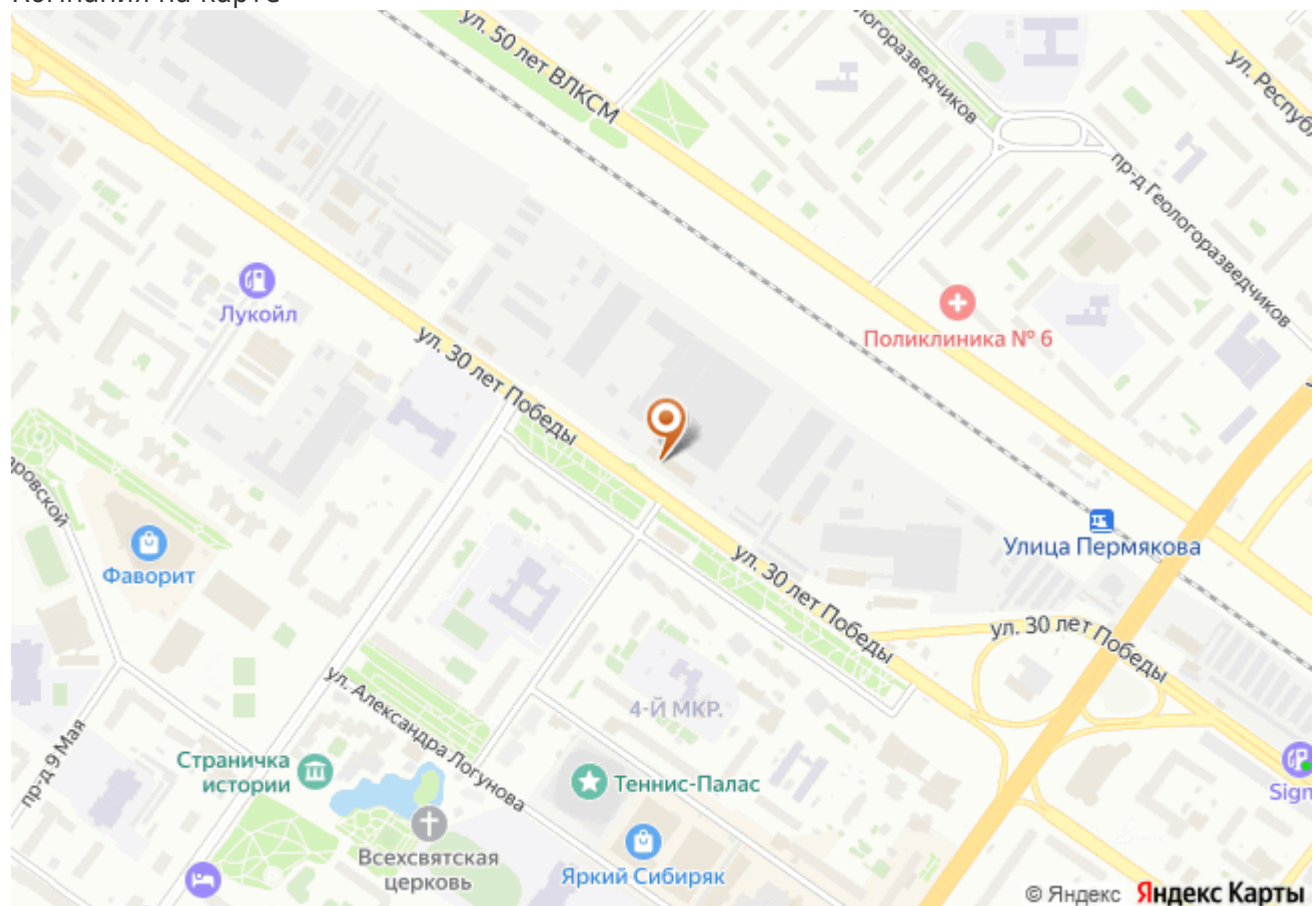 ул. 50 лет ВЛКСМ
ул. Респуб
пр-д Геологоразведчиков
Лукойл
Поликлиника № 6
ул. 30 лет Победы
Улица Пермякова
Фаворит
ул. 30 лет Победы
ул. 30 лет Победы
4-Й МКР.
ул. Александра Логунова
пр-д 9 Мая
Страничка
истории
Теннис-Палас
Sign
Всехсвятская
церковь
Яркий Сибиряк
© Яндекс Яндекс Карты